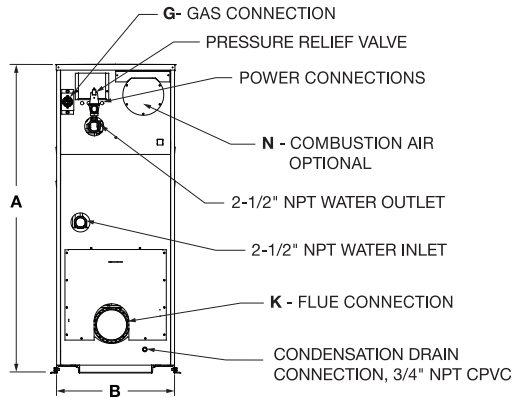 G- GAS CONNECTION
PRESSURE RELIEF VALVE
POWER CONNECTIONS
N - COMBUSTION AIR
OPTIONAL
A
2-1/2" NPT WATER OUTLET
2-1/2" NPT WATER INLET
K - FLUE CONNECTION
CONDENSATION DRAIN
CONNECTION, 3/4" NPT CPVC
B